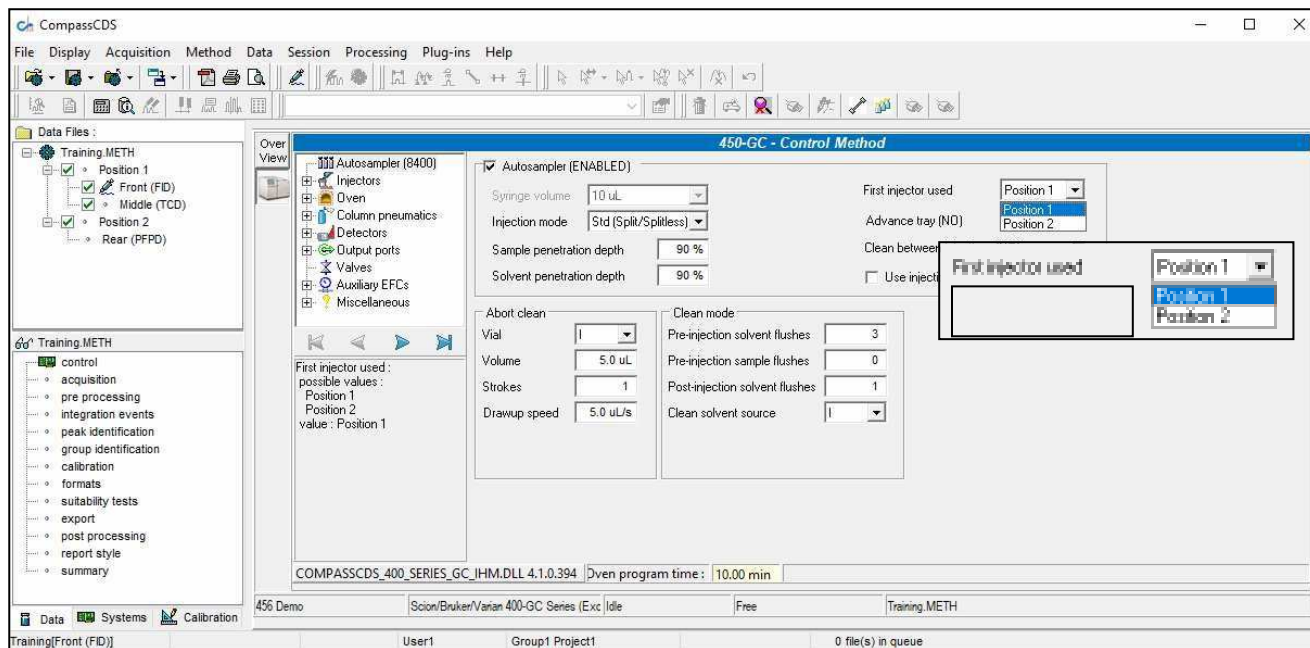 CompassCDS
File Display Acquisition Method Data Session Processing Plug-ins Help
Data Files :
Training.METH
Position 1
Front (FID)
Middle (TCD)
Position 2
Rear (PFPD)
Training.METH
control
acquisition
pre processing
integration events
peak identification
group identification
calibration
formats
suitability tests
export
post processing
report style
summary
Data Systems Calibration
Over
View
450-GC - Control Method
Autosampler (8400)
Injectors
Oven
Column pneumatics
Detectors
Output ports
Valves
Auxiliary EFCs
Miscellaneous
First injector used :
possible values :
Position 1
Position 2
value : Position 1
Autosampler (ENABLED)
Syringe volume 10 uL
Injection mode Std (Split/Splitless)
Sample penetration depth 90 %
Solvent penetration depth 90 %
First injector used Position 1
Position 1
Position 2
Advance tray (NO)
Clean between
Use injecti
First injector used Position 1
Position 1
Position 2
Abort clean
Vial I
Volume 5.0 uL
Strokes 1
Drawup speed 5.0 uL/s
Clean mode
Pre-injection solvent flushes 3
Pre-injection sample flushes 0
Post-injection solvent flushes 1
Clean solvent source I
COMPASSCDS_400_SERIES_GC_IHM.DLL 4.1.0.394 Oven program time : 10.00 min
456 Demo Scion/Bruker/Varian 400-GC Series (Exc Idle Free Training.METH
Training[Front (FID)] User1 Group1 Project1 0 file(s) in queue